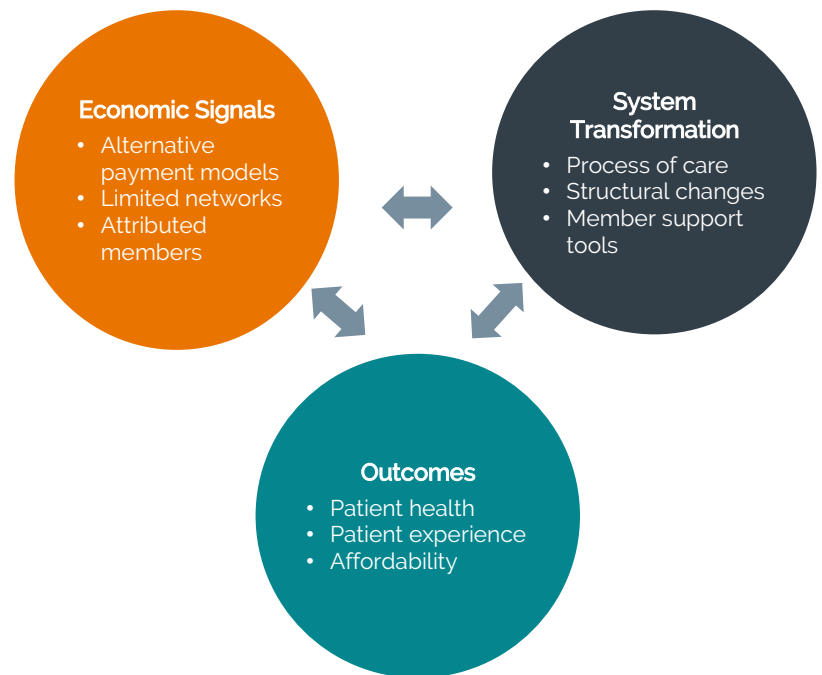 Economic Signals
• Alternative
payment models
• Limited networks
• Attributed
members
System
Transformation
• Process of care
• Structural changes
• Member support
tools
Outcomes
• Patient health
• Patient experience
• Affordability